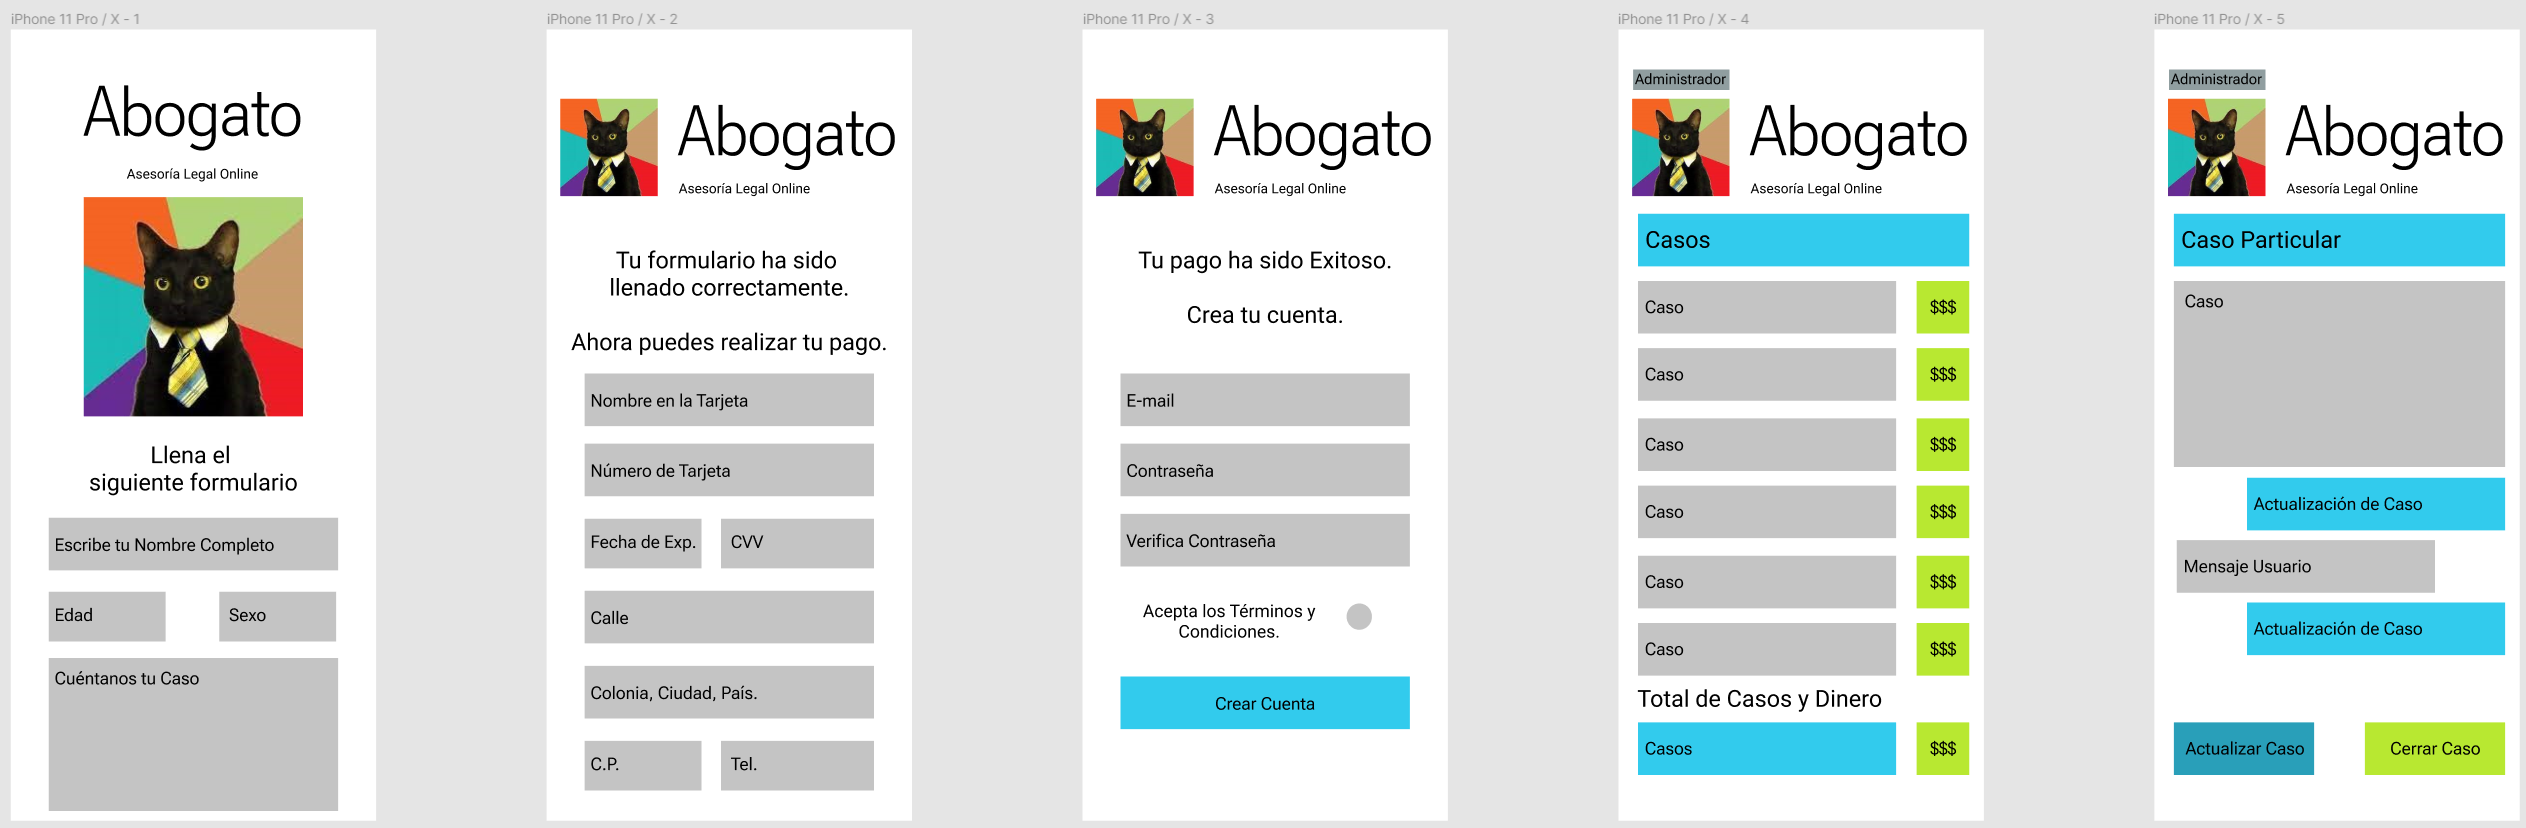 iPhone 11 Pro / X - 1
Abogato
Asesoría Legal Online
Llena el
siguiente formulario
Escribe tu Nombre Completo
Edad
Sexo
Cuéntanos tu Caso
iPhone 11 Pro / X - 2
Abogato
Asesoría Legal Online
Tu formulario ha sido
llenado correctamente.
Ahora puedes realizar tu pago.
Nombre en la Tarjeta
Número de Tarjeta
Fecha de Exp.
CVV
Calle
Colonia, Ciudad, País.
C.P.
Tel.
iPhone 11 Pro / X - 3
Abogato
Asesoría Legal Online
Tu pago ha sido Exitoso.
Crea tu cuenta.
E-mail
Contraseña
Verifica Contraseña
Acepta los Términos y
Condiciones.
Crear Cuenta
iPhone 11 Pro / X - 4
Administrador
Abogato
Asesoría Legal Online
Casos
Caso
$$$
Caso
$$$
Caso
$$$
Caso
$$$
Caso
$$$
Caso
$$$
Total de Casos y Dinero
Casos
$$$
iPhone 11 Pro / X - 5
Administrador
Abogato
Asesoría Legal Online
Caso Particular
Caso
Actualización de Caso
Mensaje Usuario
Actualización de Caso
Actualizar Caso
Cerrar Caso